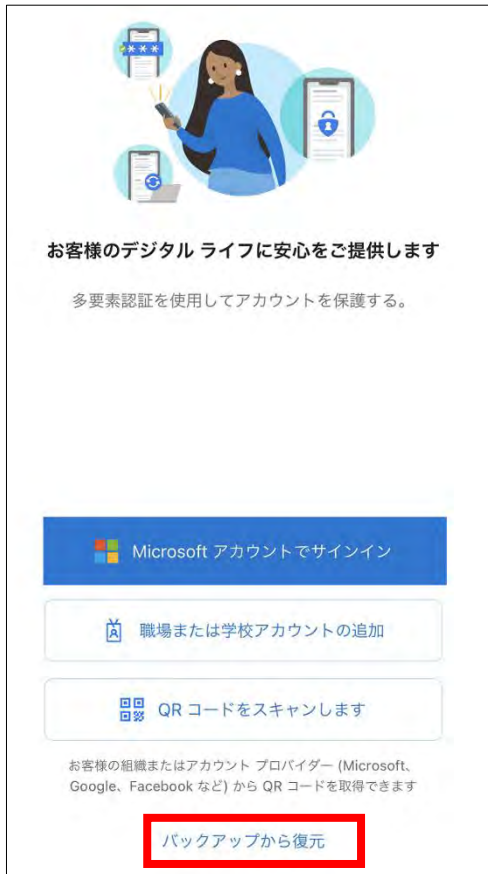 ***
お客様のデジタル ライフに安心をご提供します
多要素認証を使用してアカウントを保護する。
Microsoft アカウントでサインイン
職場または学校アカウントの追加
QR コードをスキャンします
お客様の組織またはアカウント プロバイダー (Microsoft、
Google、Facebook など) から QR コードを取得できます
バックアップから復元